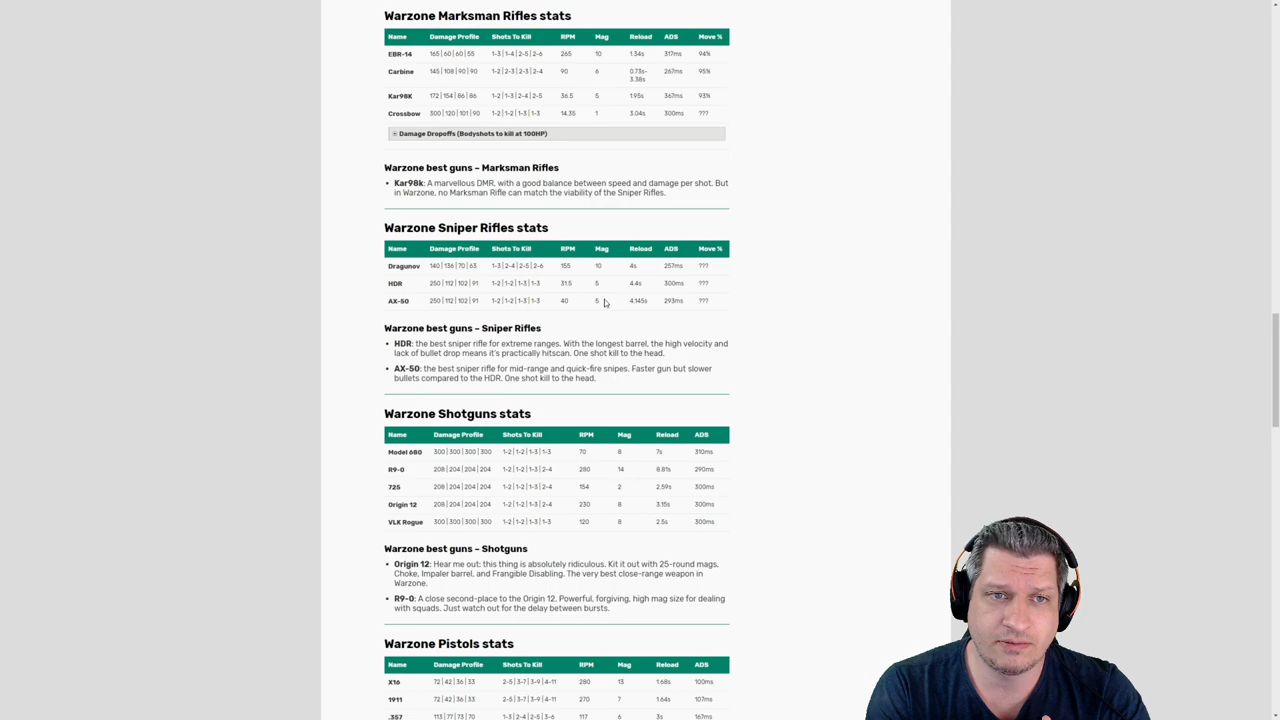 Warzone Marksman Rifles stats
Name Damage Profile Shots To Kill RPM Mag Reload ADS Move %
EBR-14 165 | 60 | 60 | 55 1-3 | 1-4 | 2-5 | 2-6 265 10 1.34s 317ms 94%
Carbine 145 | 108 | 90 | 90 1-2 | 2-3 | 2-3 | 2-4 90 6 0.73s-3.38s 267ms 95%
Kar98K 172 | 154 | 86 | 86 1-2 | 1-3 | 2-4 | 2-5 36.5 5 1.95s 367ms 93%
Crossbow 300 | 120 | 101 | 90 1-2 | 1-2 | 1-3 | 1-3 14.35 1 3.04s 300ms ???
Damage Dropoffs (Bodyshots to kill at 100HP)
Warzone best guns – Marksman Rifles
• Kar98k: A marvellous DMR, with a good balance between speed and damage per shot. But
in Warzone, no Marksman Rifle can match the viability of the Sniper Rifles.
Warzone Sniper Rifles stats
Name Damage Profile Shots To Kill RPM Mag Reload ADS Move %
Dragunov 140 | 136 | 70 | 63 1-3 | 2-4 | 2-5 | 2-6 155 10 4s 257ms ???
HDR 250 | 112 | 102 | 91 1-2 | 1-2 | 1-3 | 1-3 31.5 5 4.4s 300ms ???
AX-50 250 | 112 | 102 | 91 1-2 | 1-2 | 1-3 | 1-3 40 5 4.145s 293ms ???
Warzone best guns – Sniper Rifles
• HDR: the best sniper rifle for extreme ranges. With the longest barrel, the high velocity and
lack of bullet drop means it's practically hitscan. One shot kill to the head.
• AX-50: the best sniper rifle for mid-range and quick-fire snipes. Faster gun but slower
bullets compared to the HDR. One shot kill to the head.
Warzone Shotguns stats
Name Damage Profile Shots To Kill RPM Mag Reload ADS
Model 680 300 | 300 | 300 | 300 1-2 | 1-2 | 1-3 | 1-3 70 8 7s 310ms
R9-0 208 | 204 | 204 | 204 1-2 | 1-2 | 1-3 | 2-4 280 14 8.81s 290ms
725 208 | 204 | 204 | 204 1-2 | 1-2 | 1-3 | 2-4 154 2 2.59s 300ms
Origin 12 208 | 204 | 204 | 204 1-2 | 1-2 | 1-3 | 2-4 230 8 3.15s 300ms
VLK Rogue 300 | 300 | 300 | 300 1-2 | 1-2 | 1-3 | 1-3 120 8 2.5s 300ms
Warzone best guns – Shotguns
• Origin 12: Hear me out; this thing is absolutely ridiculous. Kit it out with 25-round mags,
Choke, Impaler barrel, and Frangible Disabling. The very best close-range weapon in
Warzone.
• R9-0: A close second-place to the Origin 12. Powerful, forgiving, high mag size for dealing
with squads. Just watch out for the delay between bursts.
Warzone Pistols stats
Name Damage Profile Shots To Kill RPM Mag Reload ADS
X16 72 | 42 | 36 | 33 2-5 | 3-7 | 3-9 | 4-11 280 13 1.68s 100ms
1911 72 | 42 | 36 | 33 2-5 | 3-7 | 3-9 | 4-11 270 7 1.64s 107ms
.357 113 | 77 | 73 | 70 1-3 | 2-4 | 2-5 | 3-6 117 6 3s 167ms